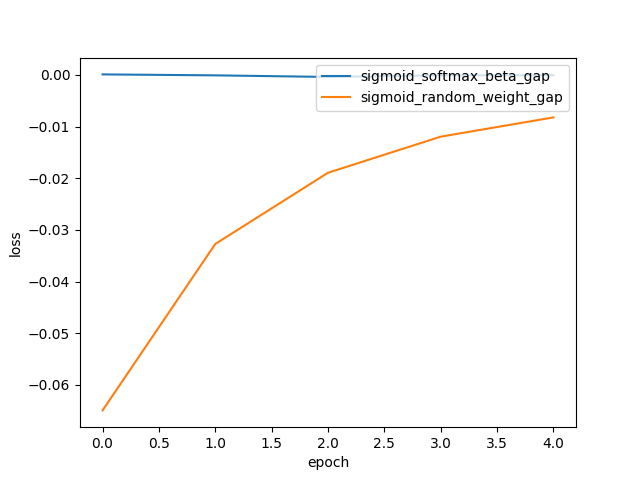 0.00
−0.01
−0.02
−0.03
−0.04
−0.05
−0.06
loss
sigmoid_softmax_beta_gap
sigmoid_random_weight_gap
0.0 0.5 1.0 1.5 2.0 2.5 3.0 3.5 4.0
epoch